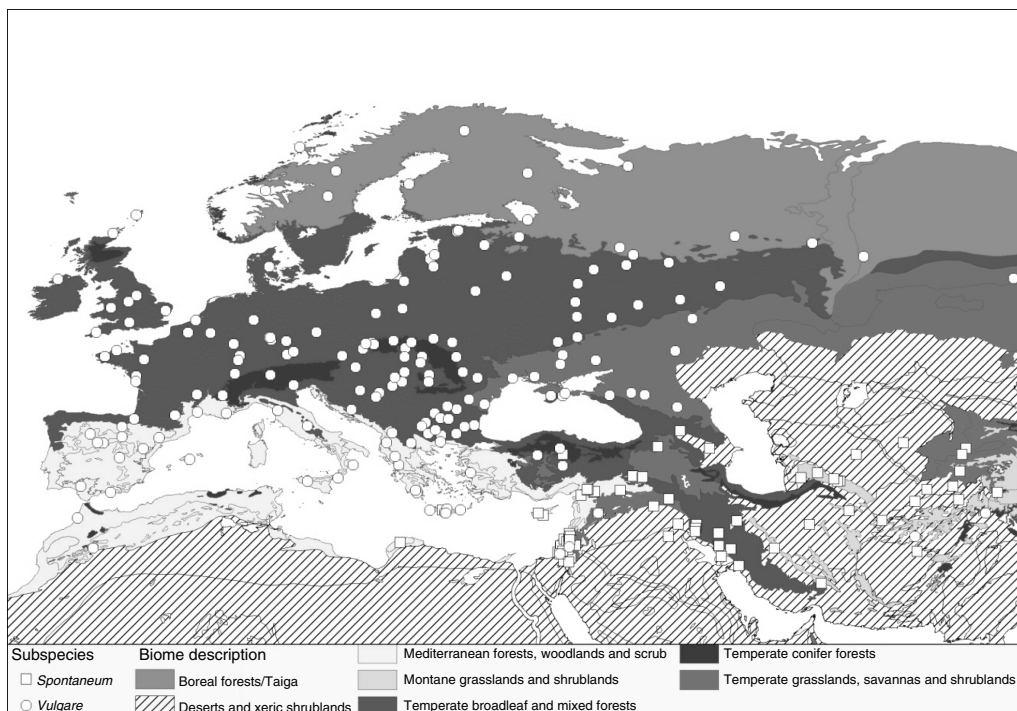 Subspecies
Spontaneum
Vulgare
Biome description
Boreal forests/Taiga
Deserts and xeric shrublands
Mediterranean forests, woodlands and scrub
Montane grasslands and shrublands
Temperate broadleaf and mixed forests
Temperate conifer forests
Temperate grasslands, savannas and shrublands